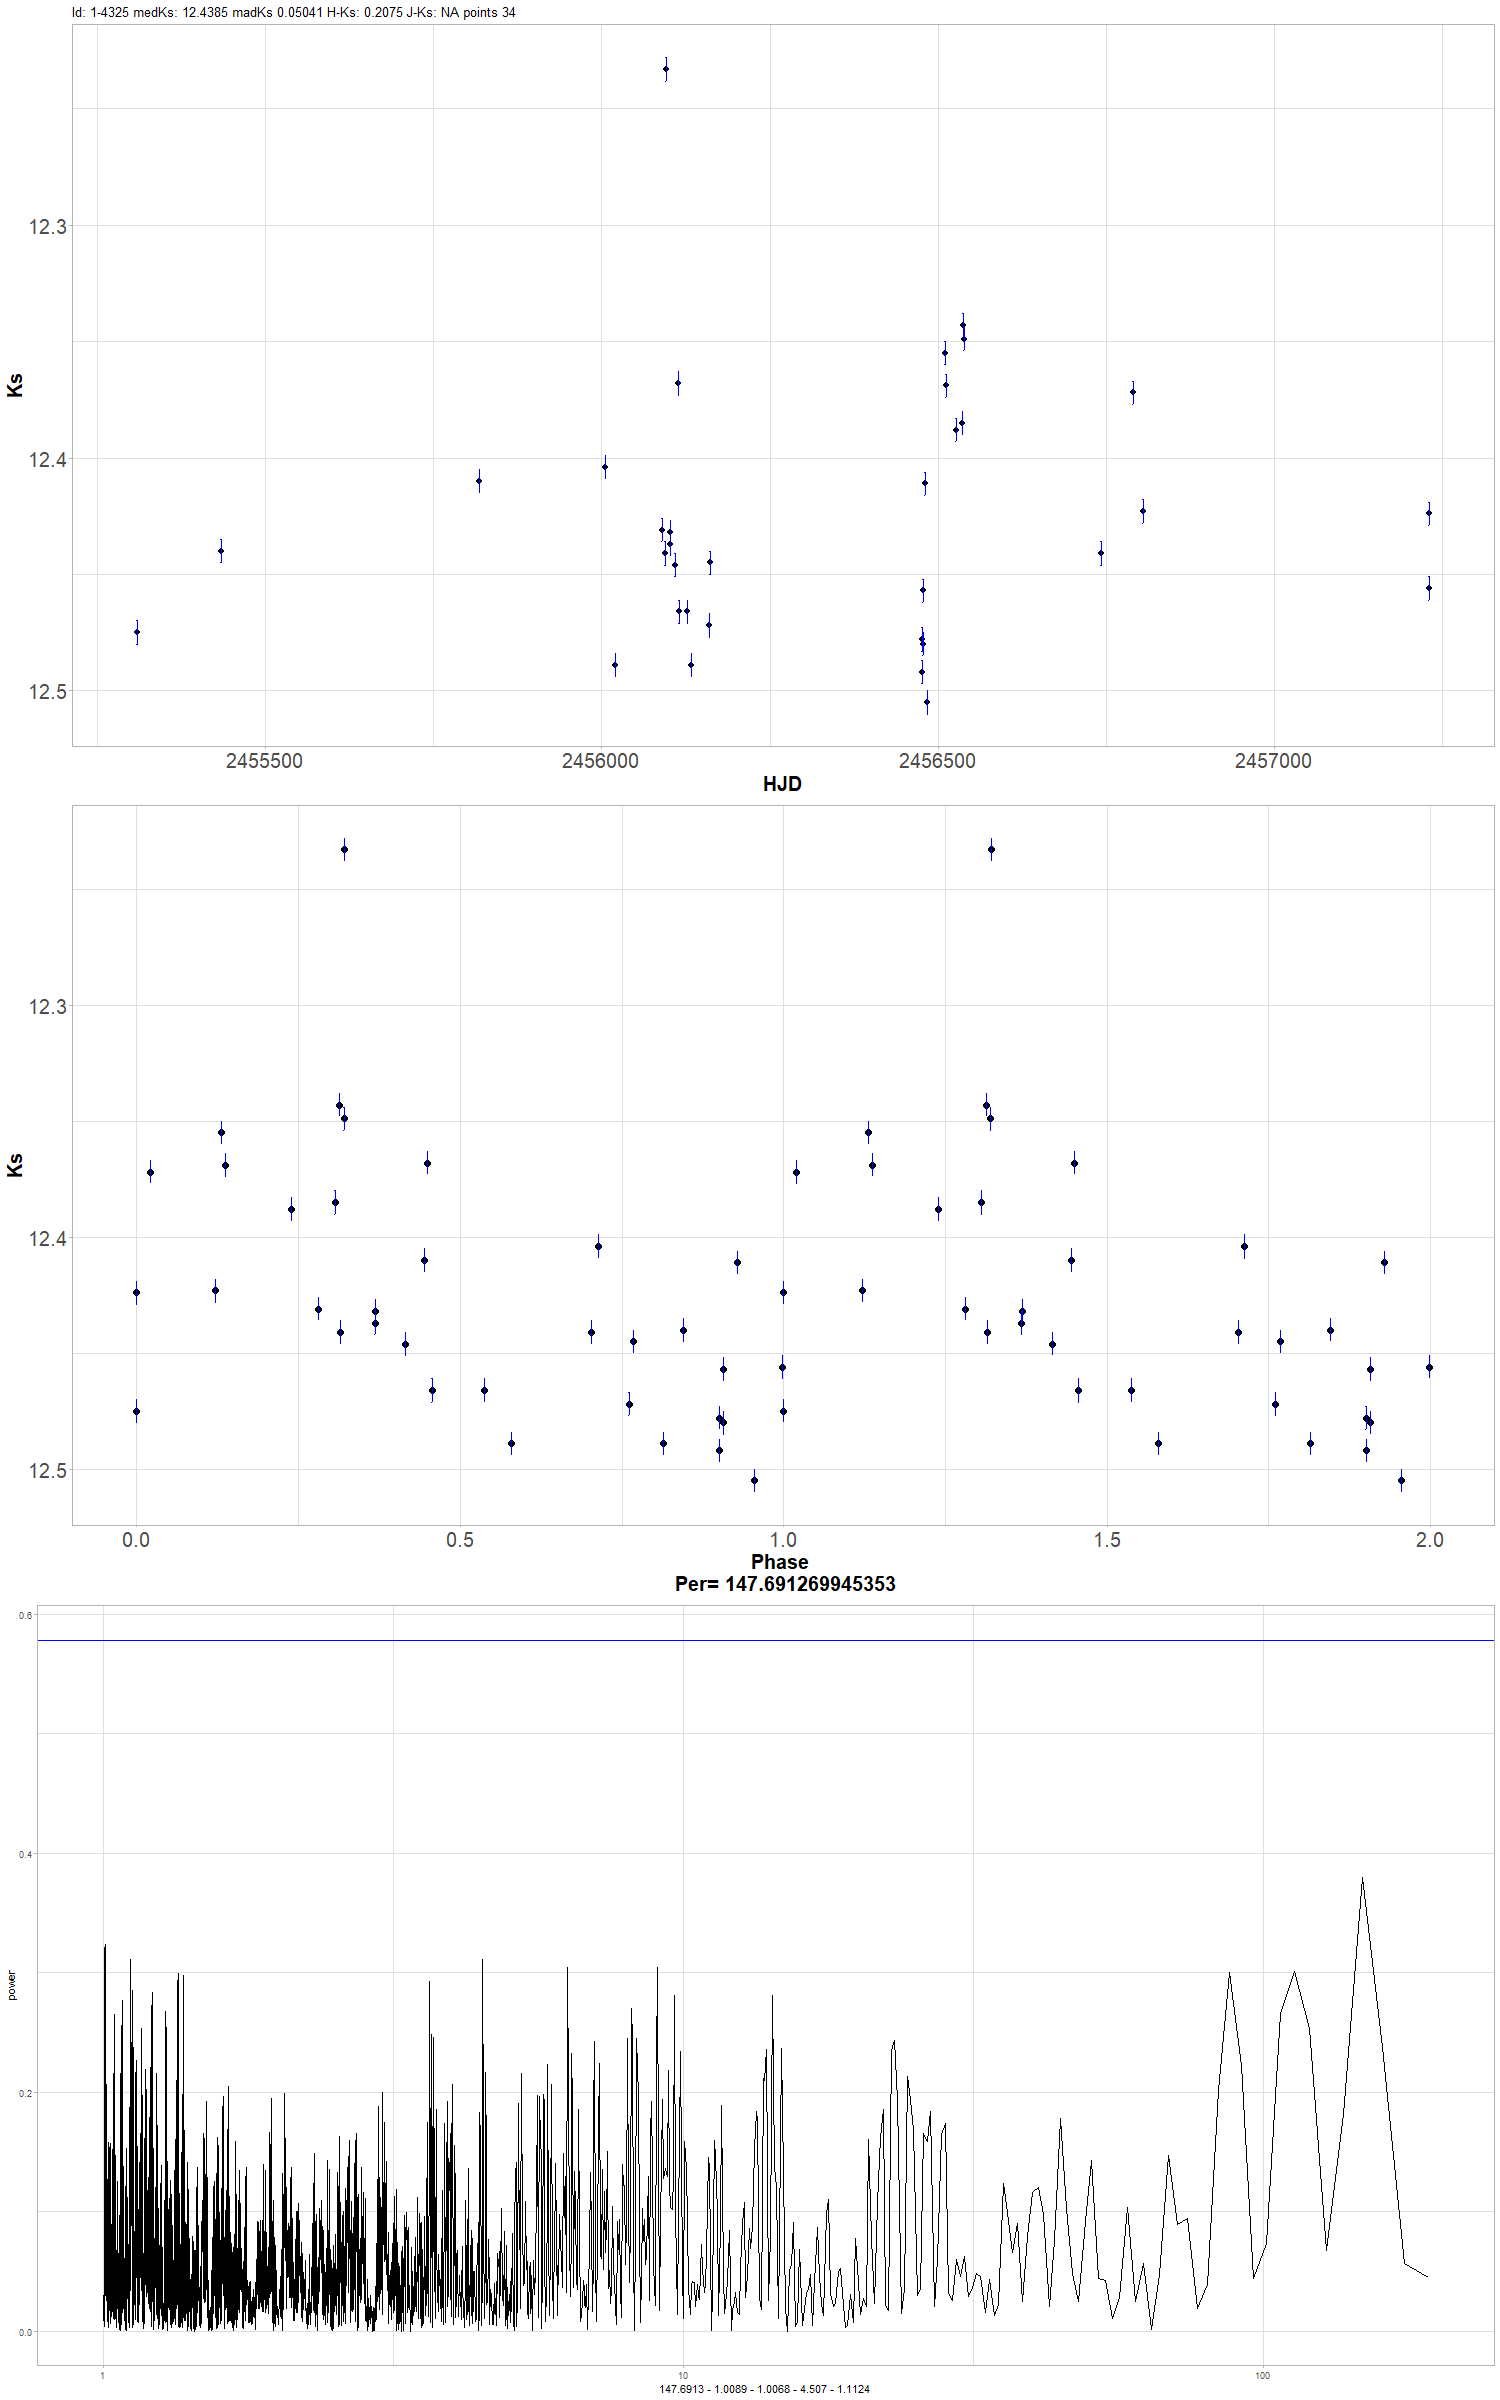 Id: 1-4325 medKs: 12.4385 madKs 0.05041 H-Ks: 0.2075 J-Ks: NA points 34
12.3
12.4
12.5
Ks
2455500 2456000 2456500 2457000
HJD
12.3
12.4
12.5
Ks
0.0 0.5 1.0 1.5 2.0
Phase
Per= 147.691269945353
0.6
0.4
0.2
0.0
power
1 10 100
147.6913 - 1.0089 - 1.0068 - 4.507 - 1.1124